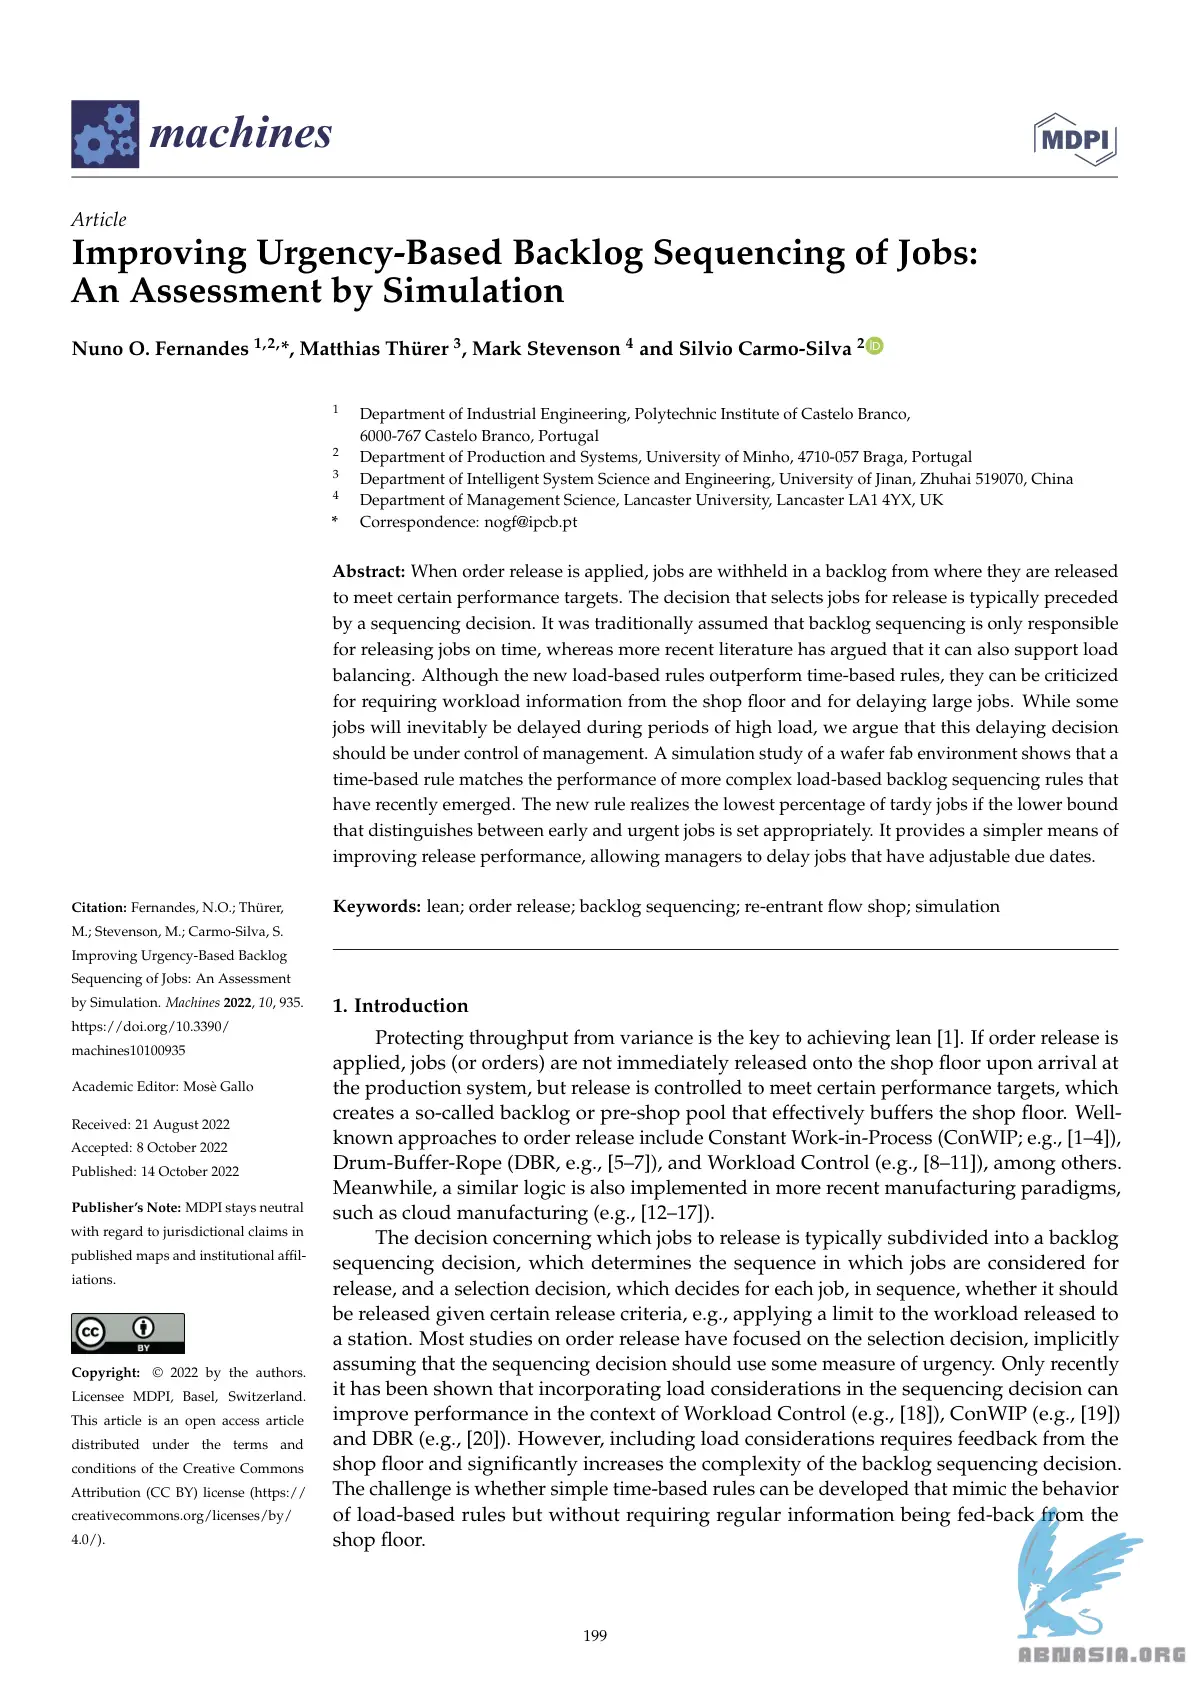 machines
MDPI
Article
Improving Urgency-Based Backlog Sequencing of Jobs:
An Assessment by Simulation
Nuno O. Fernandes 1,2,*, Matthias Thürer 3, Mark Stevenson 4 and Silvio Carmo-Silva 2 iD
1 Department of Industrial Engineering, Polytechnic Institute of Castelo Branco,
6000-767 Castelo Branco, Portugal
2 Department of Production and Systems, University of Minho, 4710-057 Braga, Portugal
3 Department of Intelligent System Science and Engineering, University of Jinan, Zhuhai 519070, China
4 Department of Management Science, Lancaster University, Lancaster LA1 4YX, UK
* Correspondence: nogf@ipcb.pt
Abstract: When order release is applied, jobs are withheld in a backlog from where they are released
to meet certain performance targets. The decision that selects jobs for release is typically preceded
by a sequencing decision. It was traditionally assumed that backlog sequencing is only responsible
for releasing jobs on time, whereas more recent literature has argued that it can also support load
balancing. Although the new load-based rules outperform time-based rules, they can be criticized
for requiring workload information from the shop floor and for delaying large jobs. While some
jobs will inevitably be delayed during periods of high load, we argue that this delaying decision
should be under control of management. A simulation study of a wafer fab environment shows that a
time-based rule matches the performance of more complex load-based backlog sequencing rules that
have recently emerged. The new rule realizes the lowest percentage of tardy jobs if the lower bound
that distinguishes between early and urgent jobs is set appropriately. It provides a simpler means of
improving release performance, allowing managers to delay jobs that have adjustable due dates.
Keywords: lean; order release; backlog sequencing; re-entrant flow shop; simulation
Citation: Fernandes, N.O.; Thürer,
M.; Stevenson, M.; Carmo-Silva, S.
Improving Urgency-Based Backlog
Sequencing of Jobs: An Assessment
by Simulation. Machines 2022, 10, 935.
https://doi.org/10.3390/
machines10100935
Academic Editor: Mosè Gallo
Received: 21 August 2022
Accepted: 8 October 2022
Published: 14 October 2022
Publisher's Note: MDPI stays neutral
with regard to jurisdictional claims in
published maps and institutional affil-
iations.
cc BY
Copyright: © 2022 by the authors.
Licensee MDPI, Basel, Switzerland.
This article is an open access article
distributed under the terms and
conditions of the Creative Commons
Attribution (CC BY) license (https://
creativecommons.org/licenses/by/
4.0/).
1. Introduction
Protecting throughput from variance is the key to achieving lean [1]. If order release is
applied, jobs (or orders) are not immediately released onto the shop floor upon arrival at
the production system, but release is controlled to meet certain performance targets, which
creates a so-called backlog or pre-shop pool that effectively buffers the shop floor. Well-
known approaches to order release include Constant Work-in-Process (ConWIP; e.g., [1–4]),
Drum-Buffer-Rope (DBR, e.g., [5–7]), and Workload Control (e.g., [8–11]), among others.
Meanwhile, a similar logic is also implemented in more recent manufacturing paradigms,
such as cloud manufacturing (e.g., [12–17]).
The decision concerning which jobs to release is typically subdivided into a backlog
sequencing decision, which determines the sequence in which jobs are considered for
release, and a selection decision, which decides for each job, in sequence, whether it should
be released given certain release criteria, e.g., applying a limit to the workload released to
a station. Most studies on order release have focused on the selection decision, implicitly
assuming that the sequencing decision should use some measure of urgency. Only recently
it has been shown that incorporating load considerations in the sequencing decision can
improve performance in the context of Workload Control (e.g., [18]), ConWIP (e.g., [19])
and DBR (e.g., [20]). However, including load considerations requires feedback from the
shop floor and significantly increases the complexity of the backlog sequencing decision.
The challenge is whether simple time-based rules can be developed that mimic the behavior
of load-based rules but without requiring regular information being fed-back from the
shop floor.
199
ABNASIA.ORG